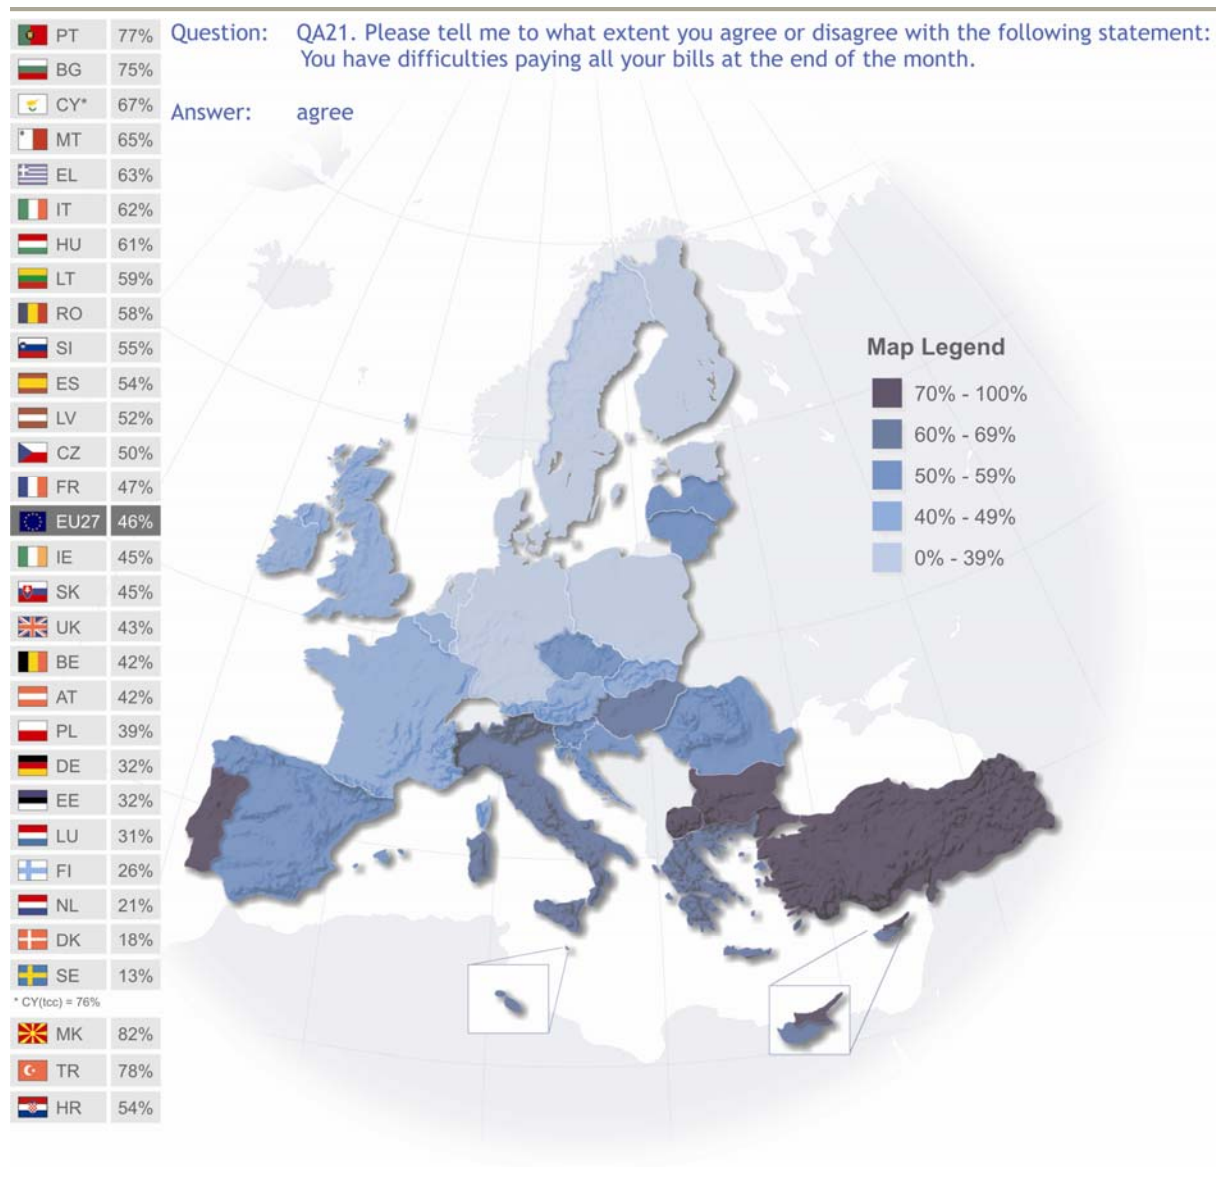 Question: QA21. Please tell me to what extent you agree or disagree with the following statement:
You have difficulties paying all your bills at the end of the month.
Answer: agree
PT 77%
BG 75%
CY* 67%
MT 65%
EL 63%
IT 62%
HU 61%
LT 59%
RO 58%
SI 55%
ES 54%
LV 52%
CZ 50%
FR 47%
EU27 46%
IE 45%
SK 45%
UK 43%
BE 42%
AT 42%
PL 39%
DE 32%
EE 32%
LU 31%
FI 26%
NL 21%
DK 18%
SE 13%
* CY(tcc) = 76%
MK 82%
TR 78%
HR 54%
Map Legend
70% - 100%
60% - 69%
50% - 59%
40% - 49%
0% - 39%